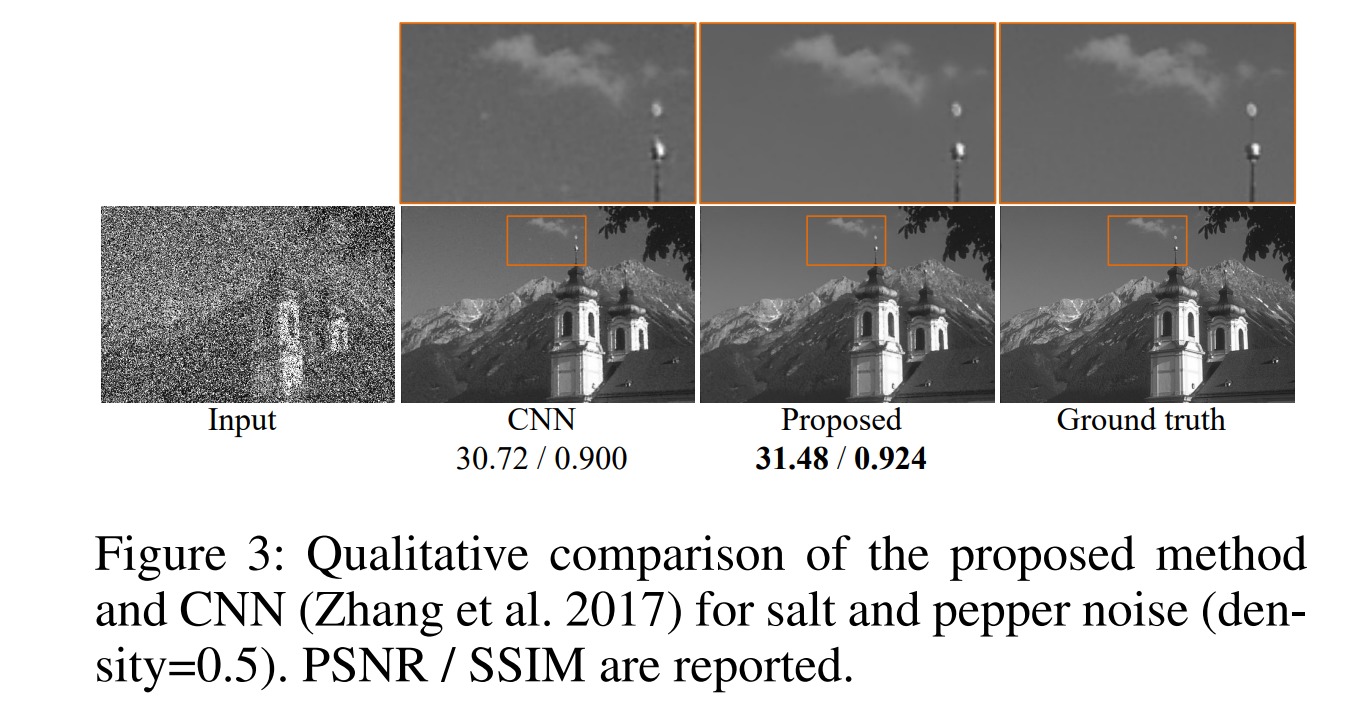 Input
CNN
Proposed
Ground truth
30.72 / 0.900
31.48 / 0.924
Figure 3: Qualitative comparison of the proposed method
and CNN (Zhang et al. 2017) for salt and pepper noise (den-
sity=0.5). PSNR / SSIM are reported.